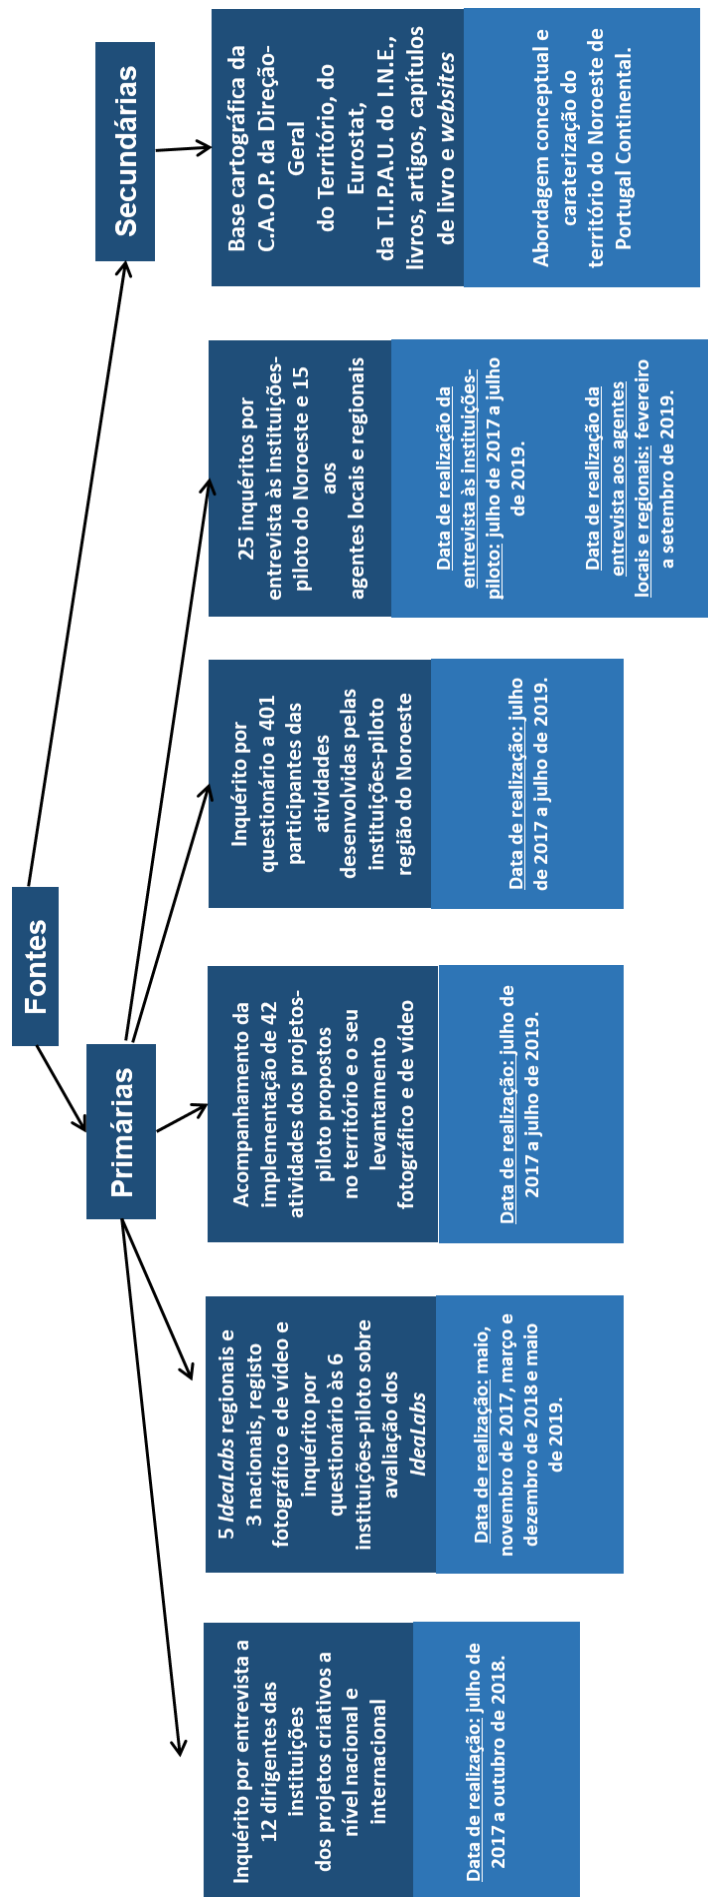 Fontes
Primárias
Secundárias
Inquérito por entrevista a
12 dirigentes das
instituições
dos projetos criativos a
nível nacional e
internacional
Data de realização: julho de
2017 a outubro de 2018.
5 IdeaLabs regionais e
3 nacionais, registo
fotográfico e de vídeo e
inquérito por
questionário às 6
instituições-piloto sobre
avaliação dos
IdeaLabs
Data de realização: maio,
novembro de 2017, março e
dezembro de 2018 e maio
de 2019.
Acompanhamento da
implementação de 42
atividades dos projetos-
piloto propostos
no território e o seu
levantamento
fotográfico e de vídeo
Data de realização: julho de
2017 a julho de 2019.
Inquérito por
questionário a 401
participantes das
atividades
desenvolvidas pelas
instituições-piloto
região do Noroeste
Data de realização: julho
de 2017 a julho de 2019.
25 inquéritos por
entrevista às instituições-
piloto do Noroeste e 15
aos
agentes locais e regionais
Data de realização da
entrevista às instituições-
piloto: julho de 2017 a julho
de 2019.
Data de realização da
entrevista aos agentes
locais e regionais: fevereiro
a setembro de 2019.
Base cartográfica da
C.A.O.P. da Direção-
Geral
do Território, do
Eurostat,
da T.I.P.A.U. do I.N.E.,
livros, artigos, capítulos
de livro e websites
Abordagem conceptual e
caraterização do
território do Noroeste de
Portugal Continental.